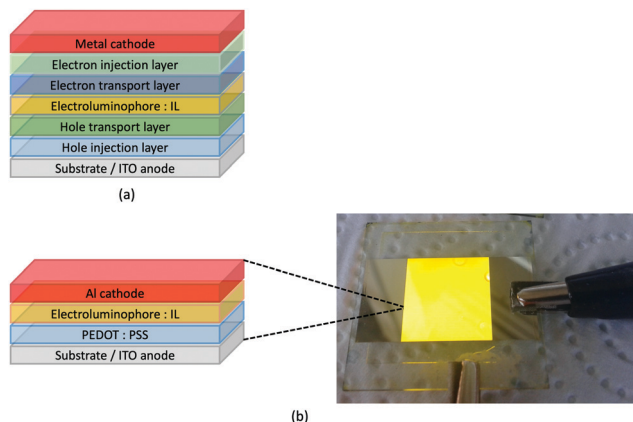 Metal cathode
Electron injection layer
Electron transport layer
Electroluminophore : IL
Hole transport layer
Hole injection layer
Substrate / ITO anode
(a)
Al cathode
Electroluminophore : IL
PEDOT : PSS
Substrate / ITO anode
(b)